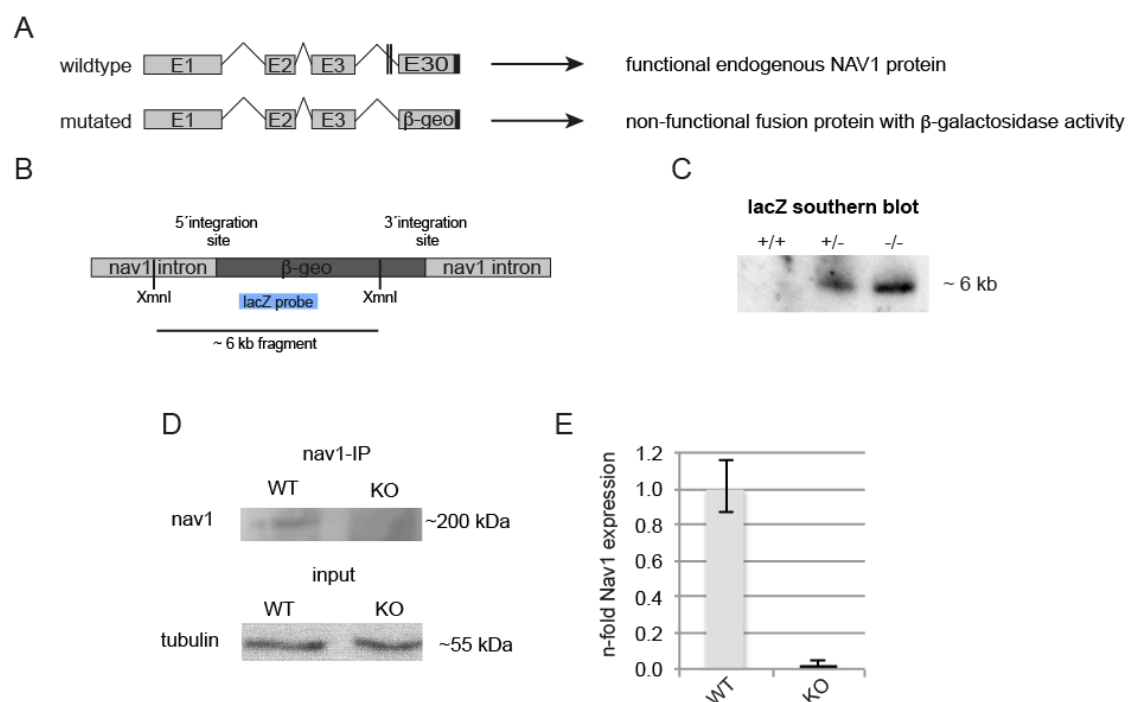 A
wildtype E1 E2 E3 E30 functional endogenous NAV1 protein
mutated E1 E2 E3 β-geo non-functional fusion protein with β-galactosidase activity
B
5´integration site
3´integration site
nav1 intron β-geo nav1 intron
XmnI lacZ probe XmnI
~ 6 kb fragment
C
lacZ southern blot
+/+ +/- -/-
~ 6 kb
D
nav1-IP
WT KO
nav1 ~200 kDa
input
WT KO
tubulin ~55 kDa
E
n-fold Nav1 expression
1.2
1.0
0.8
0.6
0.4
0.2
0.0
WT KO